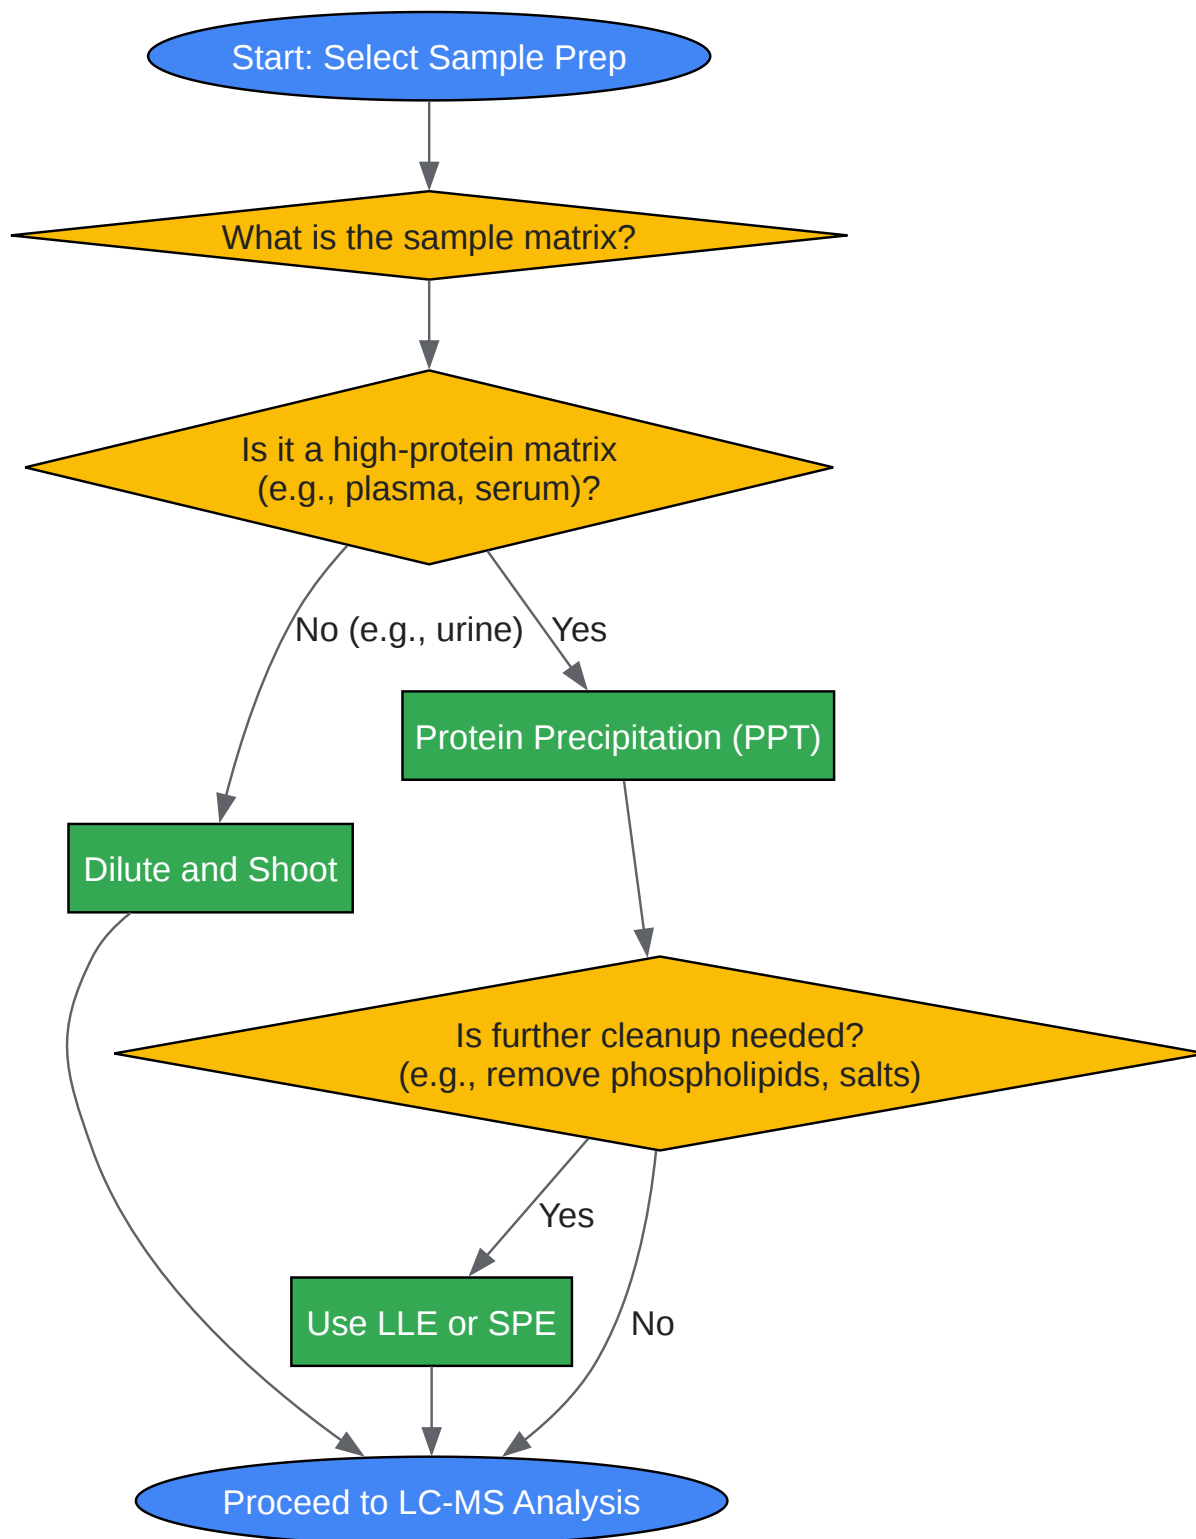 Start: Select Sample Prep
What is the sample matrix?
Is it a high-protein matrix
(e.g., plasma, serum)?
No (e.g., urine)
Yes
Protein Precipitation (PPT)
Dilute and Shoot
Is further cleanup needed?
(e.g., remove phospholipids, salts)
Yes
Use LLE or SPE
No
Proceed to LC-MS Analysis